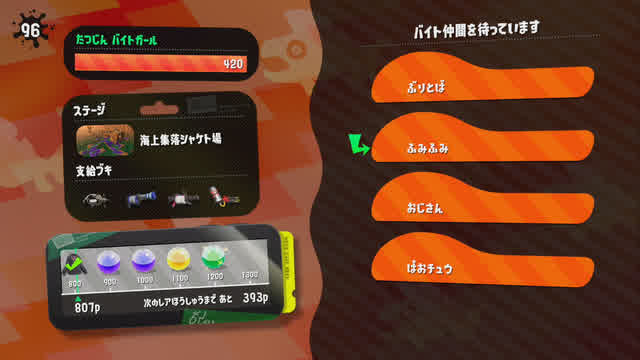 96
たつじん バイトガール
420
ステージ
海上集落シャケト場
支給ブキ
800 900 1000 1100 1200 1300
807p 次のレアほうしゅうまで あと 393p
バイト仲間を待っています
ぶりとば
ふみふみ
おじさん
ぱおチュウ